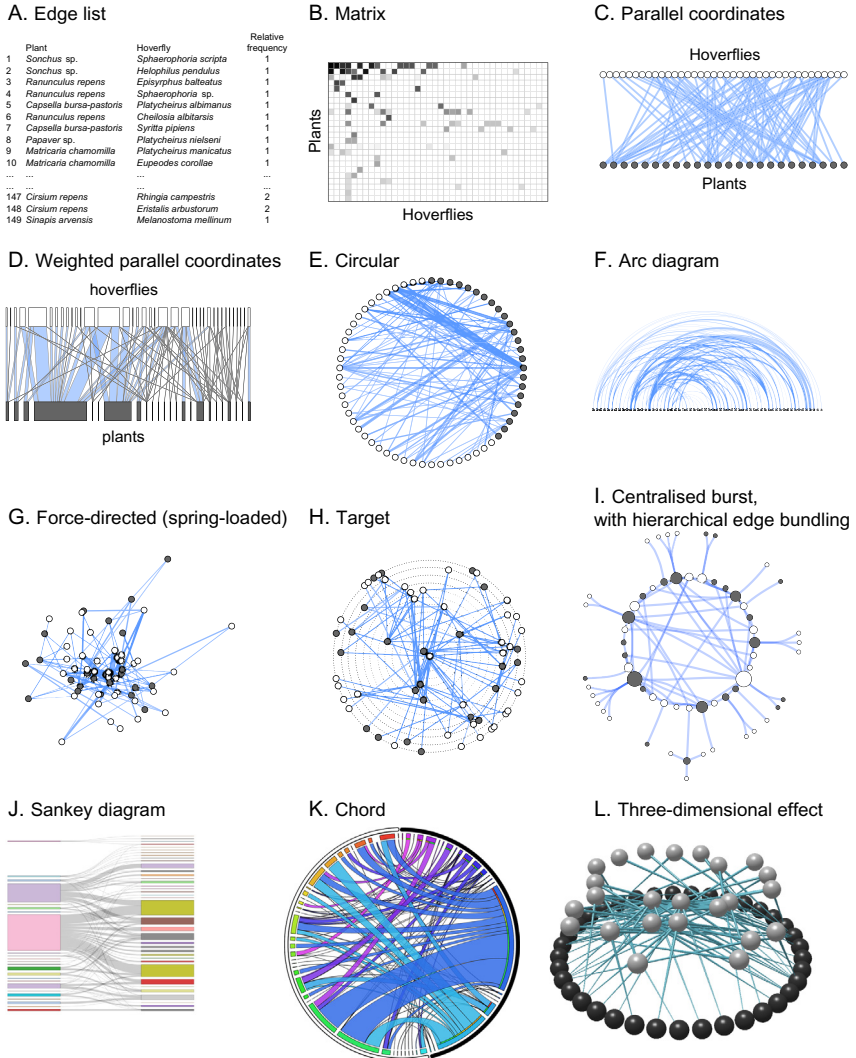 A. Edge list
Plant Hoverfly Relative frequency
1 Sonchus sp. Sphaerophoria scripta 1
2 Sonchus sp. Helophilus pendulus 1
3 Ranunculus repens Episyrphus balteatus 1
4 Ranunculus repens Sphaerophoria sp. 1
5 Capsella bursa-pastoris Platycheirus albimanus 1
6 Ranunculus repens Cheilosia albitarsis 1
7 Capsella bursa-pastoris Syritta pipiens 1
8 Papaver sp. Platycheirus nielseni 1
9 Matricaria chamomilla Platycheirus manicatus 1
10 Matricaria chamomilla Eupeodes corollae 1
... ... ... ...
... ... ... ...
147 Cirsium repens Rhingia campestris 2
148 Cirsium repens Eristalis arbustorum 2
149 Sinapis arvensis Melanostoma mellinum 1
B. Matrix
Plants
Hoverflies
C. Parallel coordinates
Hoverflies
Plants
D. Weighted parallel coordinates
hoverflies
plants
E. Circular
F. Arc diagram
G. Force-directed (spring-loaded)
H. Target
I. Centralised burst,
with hierarchical edge bundling
J. Sankey diagram
K. Chord
L. Three-dimensional effect